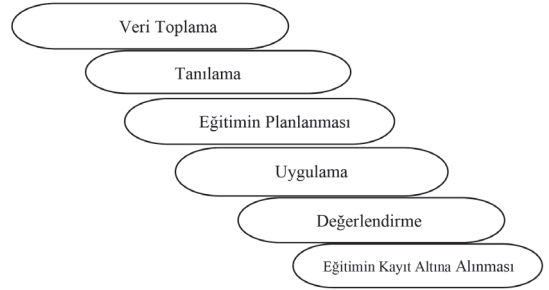 Veri Toplama
Tanılama
Eğitimin Planlanması
Uygulama
Değerlendirme
Eğitimin Kayıt Altına Alınması